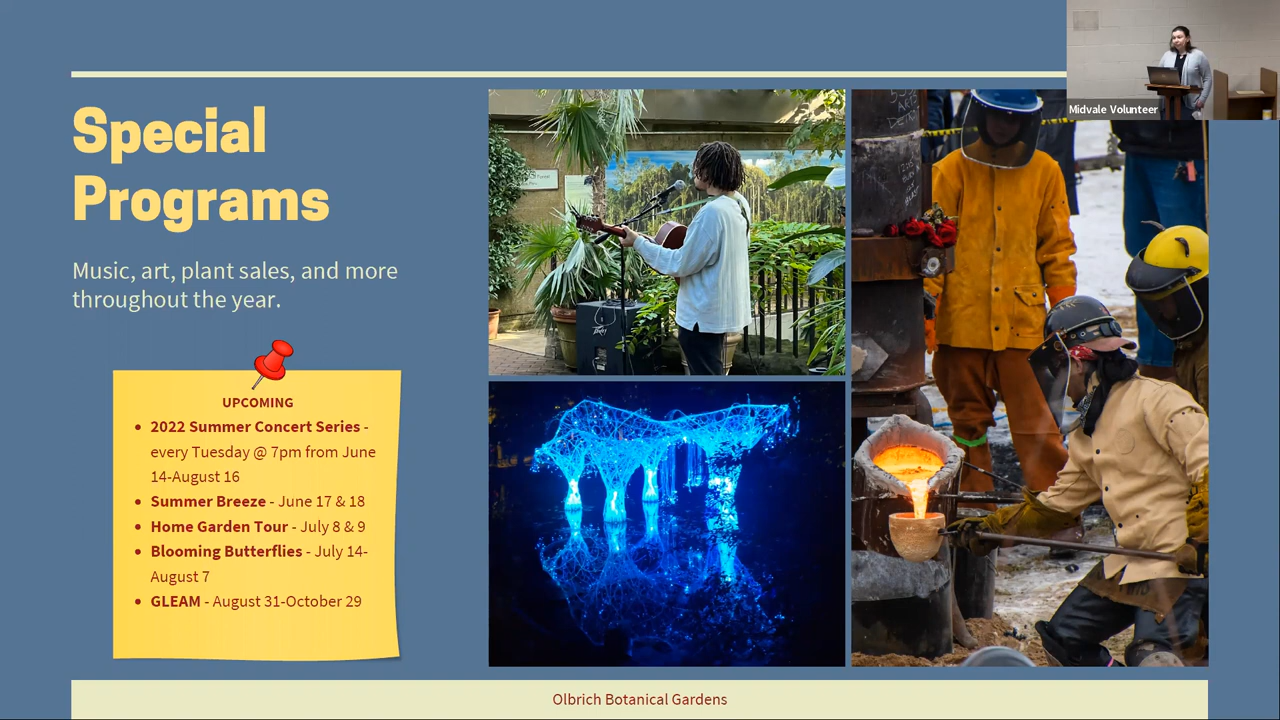 Special
Programs
Music, art, plant sales, and more
throughout the year.
UPCOMING
• 2022 Summer Concert Series -
every Tuesday @ 7pm from June
14-August 16
• Summer Breeze - June 17 & 18
• Home Garden Tour - July 8 & 9
• Blooming Butterflies - July 14-
August 7
• GLEAM - August 31-October 29
Midvale Volunteer
Olbrich Botanical Gardens